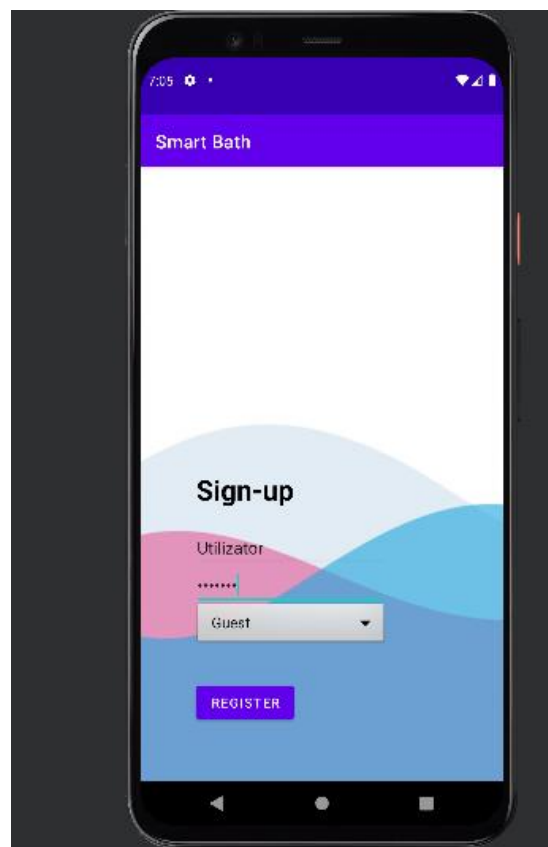 7:05
Smart Bath
Sign-up
Utilizator
•••••••
Guest
REGISTER